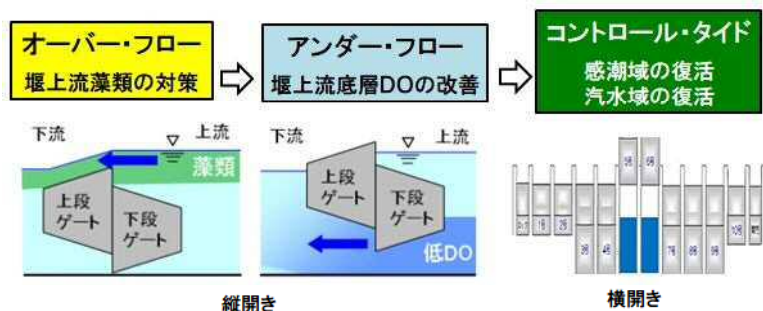 オーバー・フロー
堰上流藻類の対策
アンダー・フロー
堰上流底層DOの改善
コントロール・タイド
感潮域の復活
汽水域の復活
下流
上流
藻類
上段
ゲート
下段
ゲート
下流
上流
上段
ゲート
下段
ゲート
低DO
縦開き
横開き